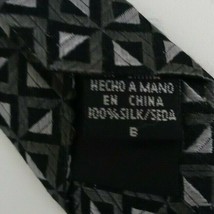 HECHO A MANO
EN CHINA
100% SILK/SEDA
B